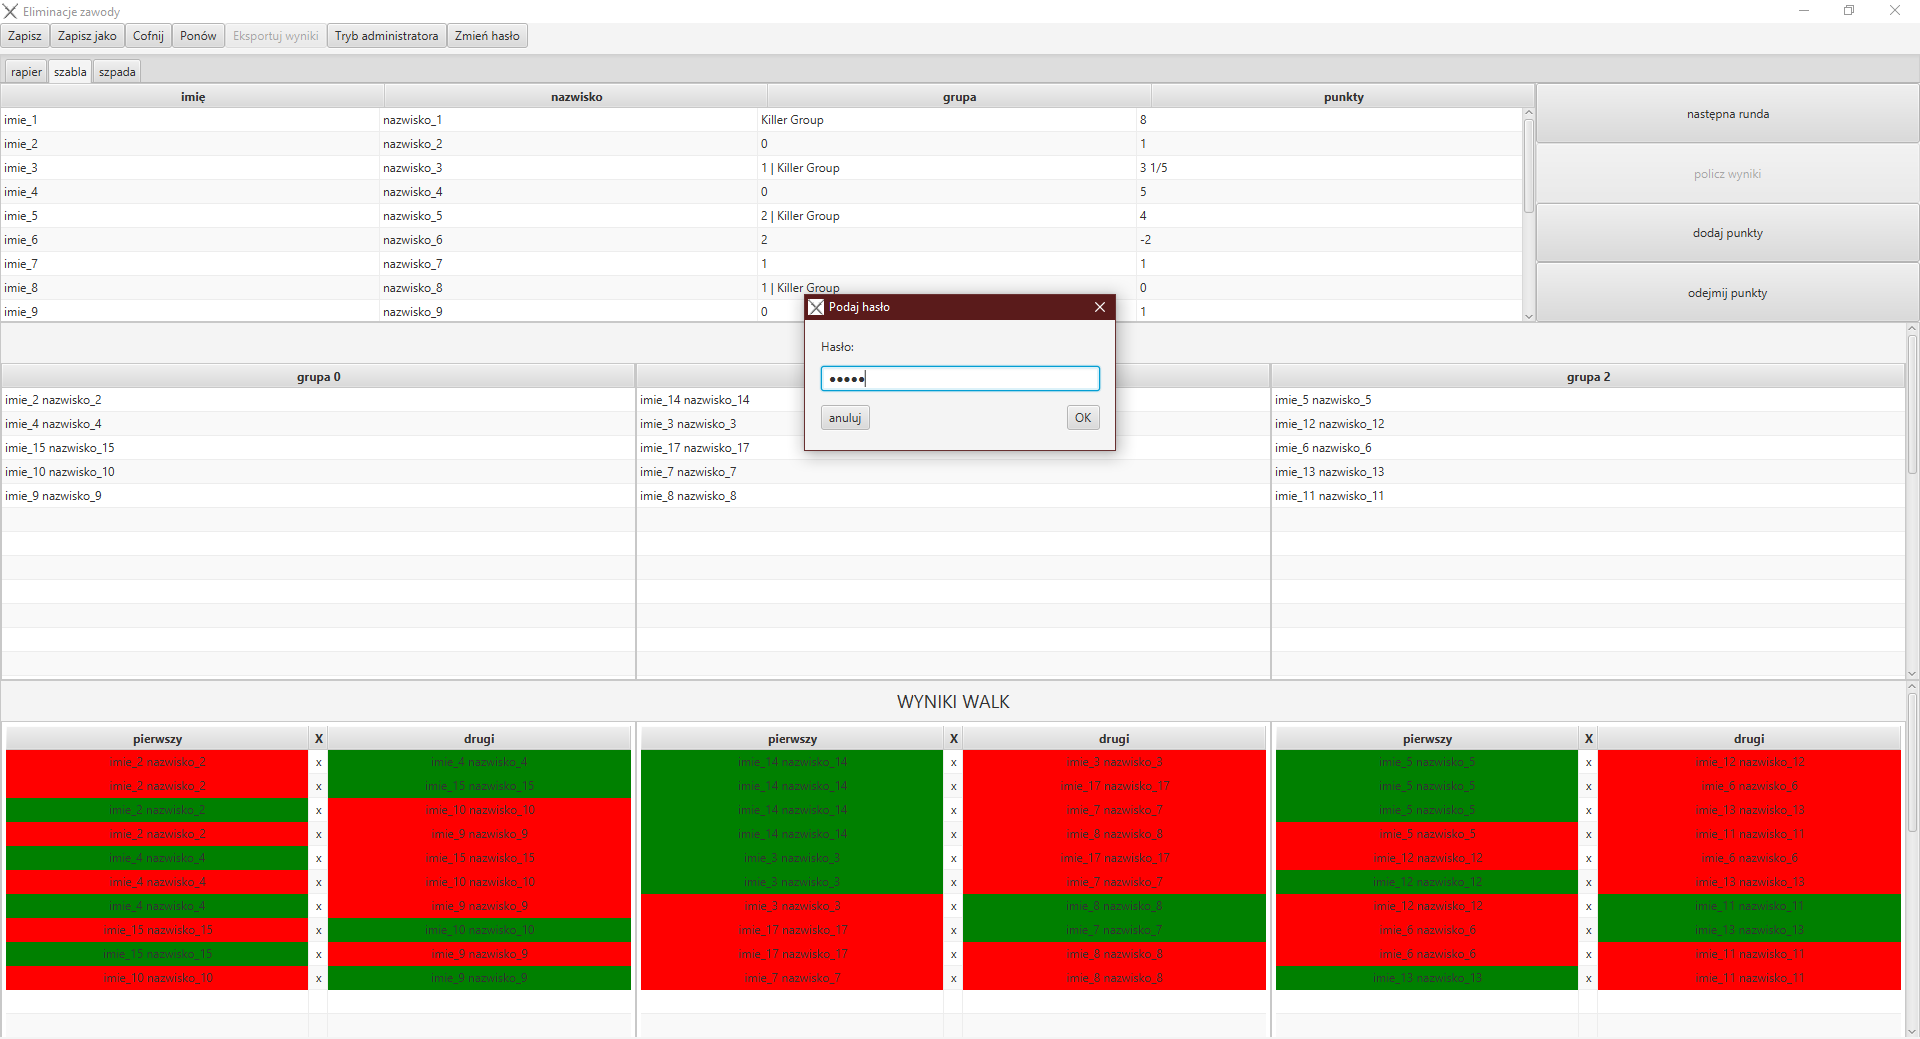 Eliminacje zawody
Zapisz Zapisz jako Cofnij Ponów Eksportuj wyniki Tryb administratora Zmień hasło
rapier szabla szpada
imię nazwisko grupa punkty
imie_1 nazwisko_1 Killer Group 8
imie_2 nazwisko_2 0 1
imie_3 nazwisko_3 1 | Killer Group 3 1/5
imie_4 nazwisko_4 0 5
imie_5 nazwisko_5 2 | Killer Group 4
imie_6 nazwisko_6 2 -2
imie_7 nazwisko_7 1 1
imie_8 nazwisko_8 1 | Killer Group 0
imie_9 nazwisko_9 0 1
następna runda
policz wyniki
dodaj punkty
odejmij punkty
Podaj hasło
Hasło:
•••••
anuluj OK
grupa 0 grupa 2
imie_2 nazwisko_2 imie_14 nazwisko_14 imie_5 nazwisko_5
imie_4 nazwisko_4 imie_3 nazwisko_3 imie_12 nazwisko_12
imie_15 nazwisko_15 imie_17 nazwisko_17 imie_6 nazwisko_6
imie_10 nazwisko_10 imie_7 nazwisko_7 imie_13 nazwisko_13
imie_9 nazwisko_9 imie_8 nazwisko_8 imie_11 nazwisko_11
WYNIKI WALK
pierwszy X drugi pierwszy X drugi pierwszy X drugi
imie_2 nazwisko_2 x imie_4 nazwisko_4 imie_14 nazwisko_14 x imie_3 nazwisko_3 imie_5 nazwisko_5 x imie_12 nazwisko_12
imie_2 nazwisko_2 x imie_15 nazwisko_15 imie_14 nazwisko_14 x imie_17 nazwisko_17 imie_5 nazwisko_5 x imie_6 nazwisko_6
imie_2 nazwisko_2 x imie_10 nazwisko_10 imie_14 nazwisko_14 x imie_7 nazwisko_7 imie_5 nazwisko_5 x imie_13 nazwisko_13
imie_2 nazwisko_2 x imie_9 nazwisko_9 imie_14 nazwisko_14 x imie_8 nazwisko_8 imie_5 nazwisko_5 x imie_11 nazwisko_11
imie_4 nazwisko_4 x imie_15 nazwisko_15 imie_3 nazwisko_3 x imie_17 nazwisko_17 imie_12 nazwisko_12 x imie_6 nazwisko_6
imie_4 nazwisko_4 x imie_10 nazwisko_10 imie_3 nazwisko_3 x imie_7 nazwisko_7 imie_12 nazwisko_12 x imie_13 nazwisko_13
imie_4 nazwisko_4 x imie_9 nazwisko_9 imie_3 nazwisko_3 x imie_8 nazwisko_8 imie_12 nazwisko_12 x imie_11 nazwisko_11
imie_15 nazwisko_15 x imie_10 nazwisko_10 imie_17 nazwisko_17 x imie_7 nazwisko_7 imie_6 nazwisko_6 x imie_13 nazwisko_13
imie_15 nazwisko_15 x imie_9 nazwisko_9 imie_17 nazwisko_17 x imie_8 nazwisko_8 imie_6 nazwisko_6 x imie_11 nazwisko_11
imie_10 nazwisko_10 x imie_9 nazwisko_9 imie_7 nazwisko_7 x imie_8 nazwisko_8 imie_13 nazwisko_13 x imie_11 nazwisko_11